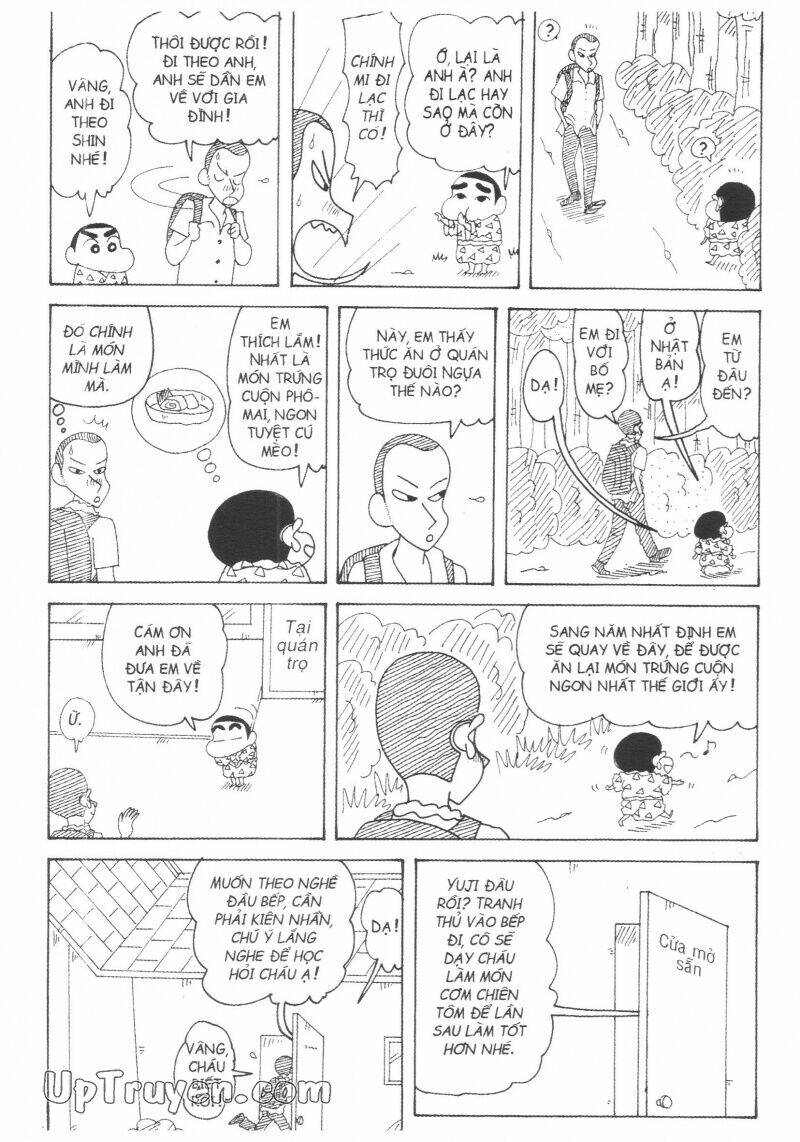 ?
?
Ớ, LẠI LÀ
ANH À? ANH
ĐI LẠC HAY
SAO MÀ CÒN
Ở ĐÂY?
CHÍNH
MI ĐI
LẠC
THÌ
CÓ!
THÔI ĐƯỢC RỒI!
ĐI THEO ANH,
ANH SẼ DẪN EM
VỀ VỚI GIA
ĐÌNH!
VÂNG,
ANH ĐI
THEO
SHIN
NHÉ!
EM
TỪ
ĐÂU
ĐẾN?
Ở
NHẬT
BẢN
Ạ!
EM ĐI
VỚI
BỐ
MẸ?
DẠ!
NÀY, EM THẤY
THỨC ĂN Ở QUÁN
TRỌ ĐUÔI NGỰA
THẾ NÀO?
EM
THÍCH LẮM!
NHẤT LÀ
MÓN TRỨNG
CUỘN PHÔ-
MAI, NGON
TUYỆT CÚ
MÈO!
ĐÓ CHÍNH
LÀ MÓN
MÌNH LÀM
MÀ.
SANG NĂM NHẤT ĐỊNH EM
SẼ QUAY VỀ ĐÂY, ĐỂ ĐƯỢC
ĂN LẠI MÓN TRỨNG CUỘN
NGON NHẤT THẾ GIỚI ẤY!
Tại
quán
trọ
CÁM ƠN
ANH ĐÃ
ĐƯA EM VỀ
TẬN ĐÂY!
Ừ.
YUJI ĐÂU
RỒI? TRANH
THỦ VÀO BẾP
ĐI, CÔ SẼ
DẠY CHÁU
LÀM MÓN
CƠM CHIÊN
TÔM ĐỂ LẦN
SAU LÀM TỐT
HƠN NHÉ.
Cửa mở
sẵn
MUỐN THEO NGHỀ
ĐẦU BẾP, CẦN
PHẢI KIÊN NHẪN,
CHÚ Ý LẮNG
NGHE ĐỂ HỌC
HỎI CHÁU Ạ!
DẠ!
VÂNG,
CHÁU
BIẾT
RỒI!
UpTruyen.com